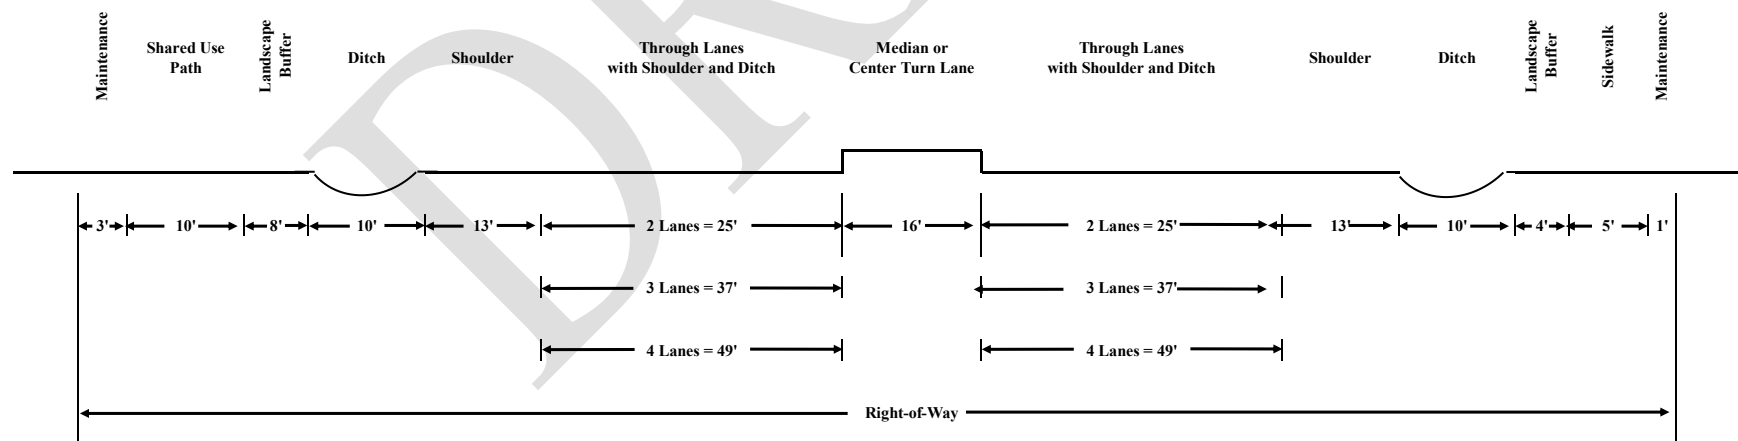 Maintenance
Shared Use
Path
Landscape
Buffer
Ditch
Shoulder
Through Lanes
with Shoulder and Ditch
Median or
Center Turn Lane
Through Lanes
with Shoulder and Ditch
Shoulder
Ditch
Landscape
Buffer
Sidewalk
Maintenance
3' 10' 8' 10' 13' 2 Lanes = 25' 16' 2 Lanes = 25' 13' 10' 4' 5' 1'
3 Lanes = 37' 3 Lanes = 37'
4 Lanes = 49' 4 Lanes = 49'
Right-of-Way